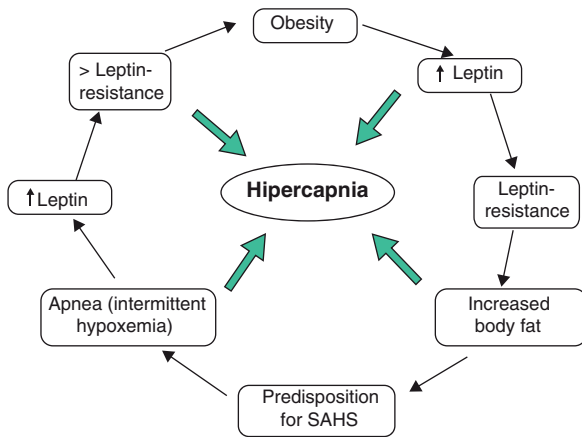 Obesity
↑ Leptin
Leptin-
resistance
Increased
body fat
Predisposition
for SAHS
Apnea (intermittent
hypoxemia)
↑ Leptin
> Leptin-
resistance
Hipercapnia